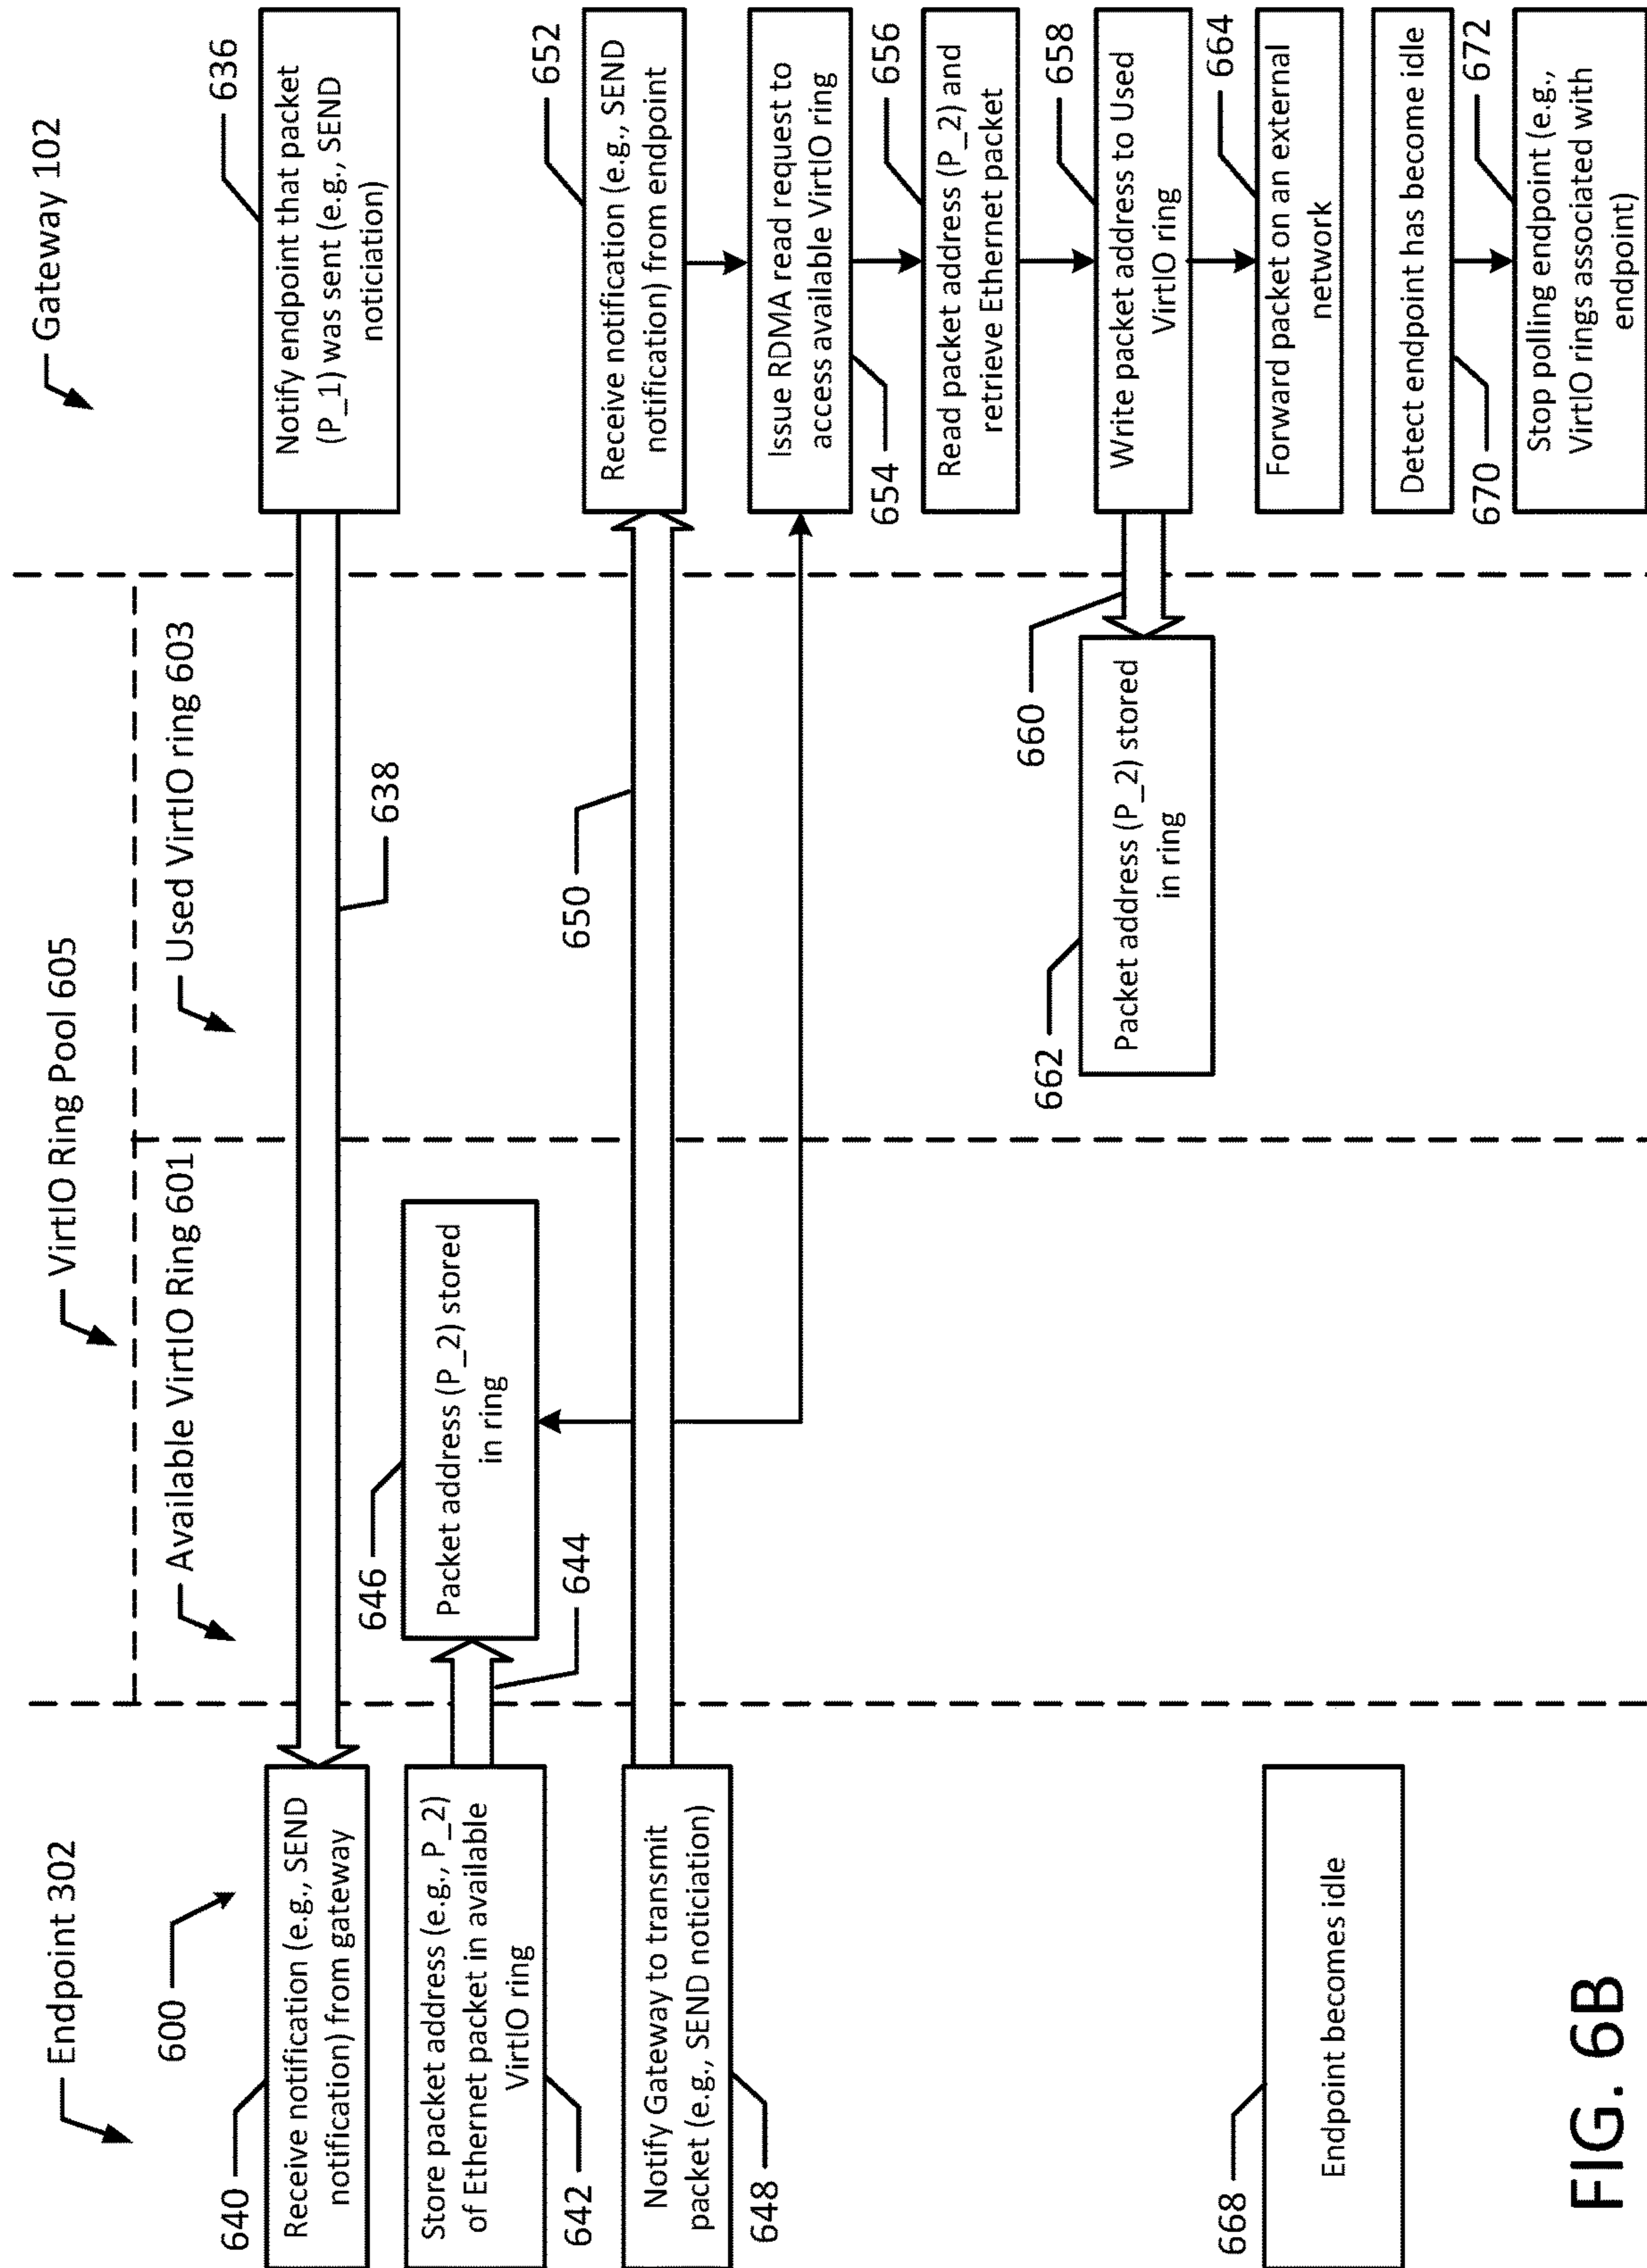 Endpoint 302
VirtIO Ring Pool 605
Gateway 102
600
Available VirtIO Ring 601
Used VirtIO ring 603
640
Receive notification (e.g., SEND
notification) from gateway
638
636
Notify endpoint that packet
(P_1) was sent (e.g., SEND
noticiation)
Store packet address (e.g., P_2)
of Ethernet packet in available
VirtIO ring
642
644
646
Packet address (P_2) stored
in ring
Notify Gateway to transmit
packet (e.g., SEND noticiation)
648
650
652
Receive notification (e.g., SEND
notification) from endpoint
Issue RDMA read request to
access available VirtIO ring
654
656
Read packet address (P_2) and
retrieve Ethernet packet
658
Write packet address to Used
VirtIO ring
660
662
Packet address (P_2) stored
in ring
664
Forward packet on an external
network
668
Endpoint becomes idle
Detect endpoint has become idle
670
672
Stop polling endpoint (e.g.,
VirtIO rings associated with
endpoint)
FIG. 6B